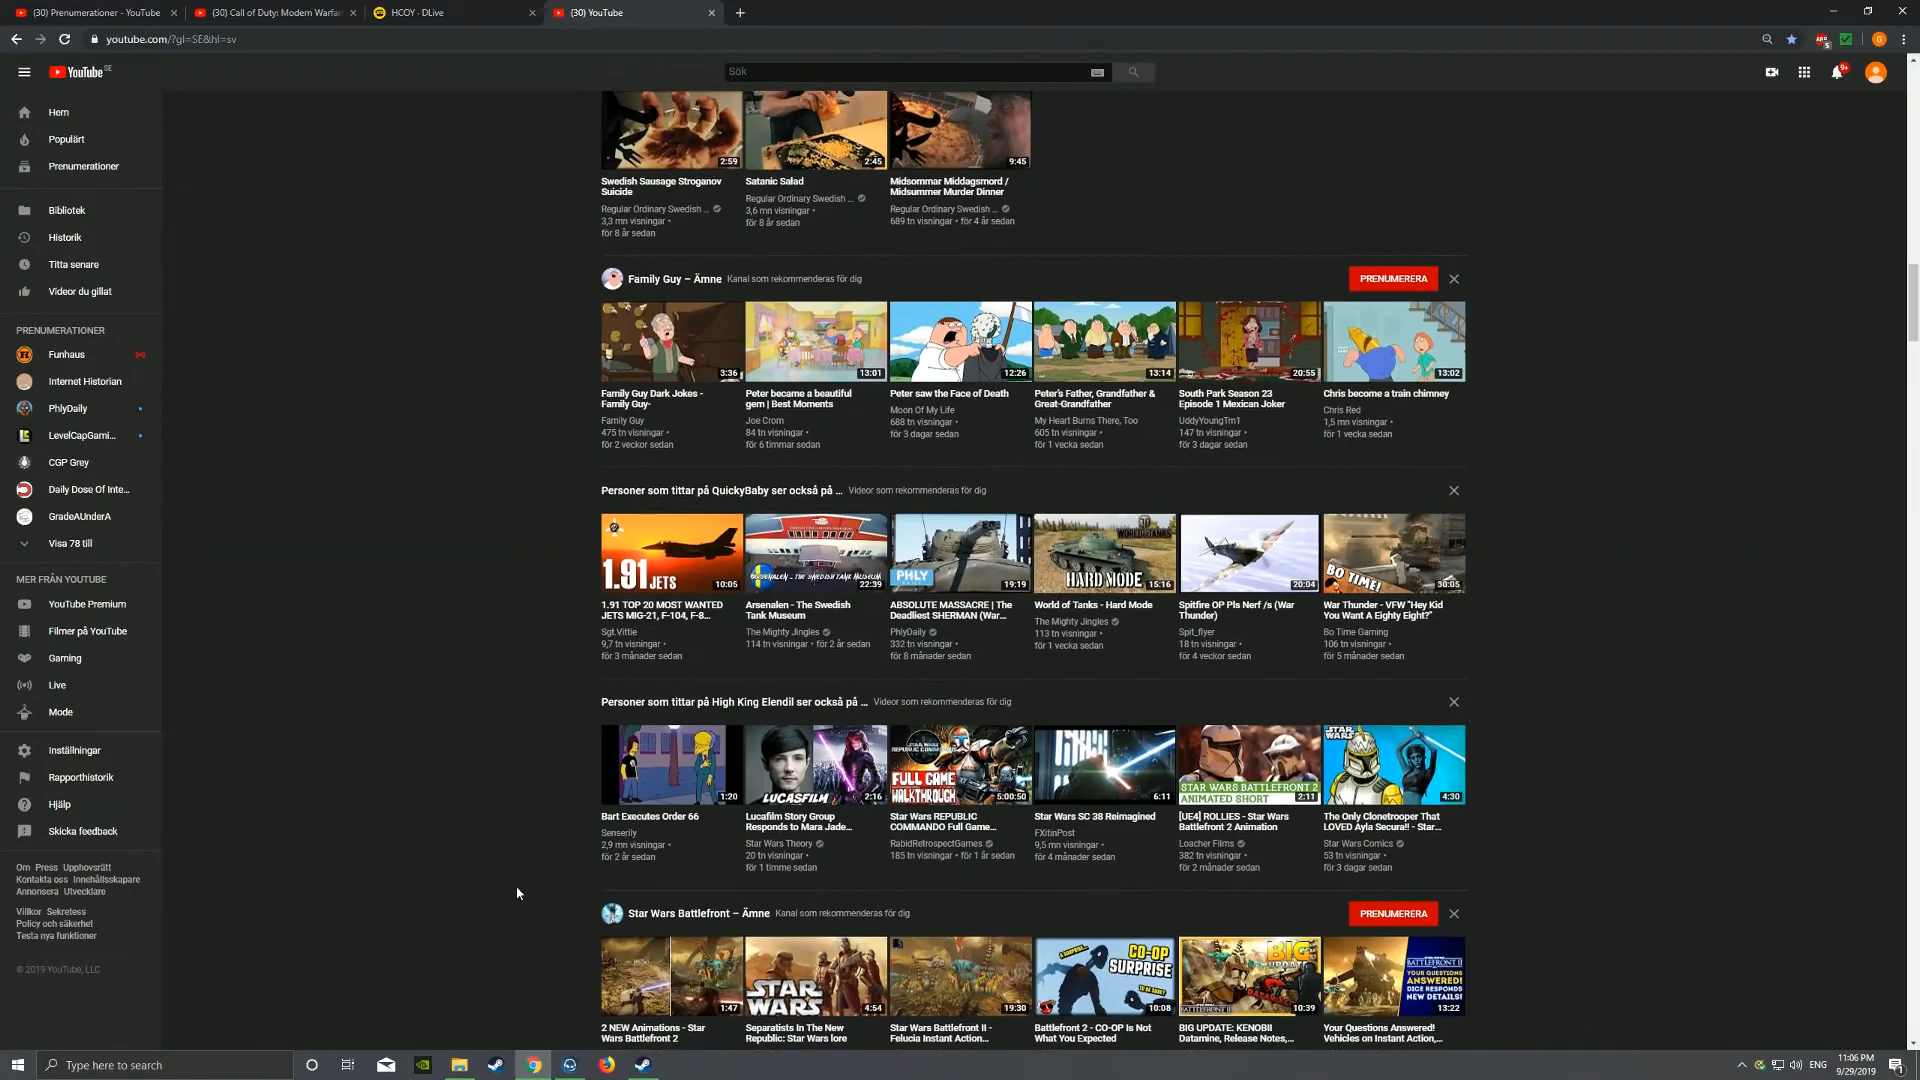 (30) Prenumerationer - YouTube
(30) Call of Duty: Modern Warfar
HCOY · DLive
(30) YouTube
youtube.com/?gl=SE&hl=sv
YouTube SE
Sök
9+
Hem
Populärt
Prenumerationer
Bibliotek
Historik
Titta senare
Videor du gillat
PRENUMERATIONER
Funhaus
Internet Historian
PhlyDaily
LevelCapGami...
CGP Grey
Daily Dose Of Inte...
GradeAUnderA
Visa 78 till
MER FRÅN YOUTUBE
YouTube Premium
Filmer på YouTube
Gaming
Live
Mode
Inställningar
Rapporthistorik
Hjälp
Skicka feedback
Om Press Upphovsrätt
Kontakta oss Innehållsskapare
Annonsera Utvecklare
Villkor Sekretess
Policy och säkerhet
Testa nya funktioner
© 2019 YouTube, LLC
2:59
2:45
9:45
Swedish Sausage Stroganov
Suicide
Regular Ordinary Swedish ...
3,3 mn visningar •
för 8 år sedan
Satanic Salad
Regular Ordinary Swedish ...
3,6 mn visningar •
för 8 år sedan
Midsommar Middagsmord /
Midsummer Murder Dinner
Regular Ordinary Swedish ...
689 tn visningar • för 4 år sedan
Family Guy – Ämne Kanal som rekommenderas för dig
PRENUMERERA
3:36
13:01
12:26
13:14
20:55
13:02
Family Guy Dark Jokes -
Family Guy-
Family Guy
475 tn visningar •
för 2 veckor sedan
Peter became a beautiful
gem | Best Moments
Joe Crom
84 tn visningar •
för 6 timmar sedan
Peter saw the Face of Death
Moon Of My Life
688 tn visningar •
för 3 dagar sedan
Peter's Father, Grandfather &
Great-Grandfather
My Heart Burns There, Too
605 tn visningar •
för 1 vecka sedan
South Park Season 23
Episode 1 Mexican Joker
UddyYoungTm1
147 tn visningar •
för 3 dagar sedan
Chris become a train chimney
Chris Red
1,5 mn visningar •
för 1 vecka sedan
Personer som tittar på QuickyBaby ser också på ... Videor som rekommenderas för dig
1.91 JETS
10:05
ARSENALEN - THE SWEDISH TANK MUSEUM
22:39
PHLY
19:19
WORLD OF TANKS
HARD MODE
15:16
20:04
BO TIME!
30:05
1.91 TOP 20 MOST WANTED
JETS MIG-21, F-104, F-8...
Sgt.Vittie
9,7 tn visningar •
för 3 månader sedan
Arsenalen - The Swedish
Tank Museum
The Mighty Jingles
114 tn visningar • för 2 år sedan
ABSOLUTE MASSACRE | The
Deadliest SHERMAN (War...
PhlyDaily
332 tn visningar •
för 8 månader sedan
World of Tanks - Hard Mode
The Mighty Jingles
113 tn visningar •
för 1 vecka sedan
Spitfire OP Pls Nerf /s (War
Thunder)
Spit_flyer
18 tn visningar •
för 4 veckor sedan
War Thunder - VFW "Hey Kid
You Want A Eighty Eight?"
Bo Time Gaming
106 tn visningar •
för 5 månader sedan
Personer som tittar på High King Elendil ser också på ... Videor som rekommenderas för dig
1:20
LUCASFILM
2:16
STAR WARS
REPUBLIC COMMANDO
FULL GAME
WALKTHROUGH
5:00:50
6:11
STAR WARS BATTLEFRONT 2
ANIMATED SHORT
2:11
STAR WARS
4:30
Bart Executes Order 66
Senserily
2,9 mn visningar •
för 2 år sedan
Lucafilm Story Group
Responds to Mara Jade...
Star Wars Theory
20 tn visningar •
för 1 timme sedan
Star Wars REPUBLIC
COMMANDO Full Game...
RabidRetrospectGames
185 tn visningar • för 1 år sedan
Star Wars SC 38 Reimagined
FXitinPost
9,5 mn visningar •
för 4 månader sedan
[UE4] ROLLIES - Star Wars
Battlefront 2 Animation
Loacher Films
382 tn visningar •
för 2 månader sedan
The Only Clonetrooper That
LOVED Ayla Secura!! - Star...
Star Wars Comics
53 tn visningar •
för 3 dagar sedan
Star Wars Battlefront – Ämne Kanal som rekommenderas för dig
PRENUMERERA
1:47
STAR WARS
4:54
19:30
A SURPRISE...
CO-OP
SURPRISE
10:08
BIG
UPDATE
10:39
BATTLEFRONT II
YOUR QUESTIONS
ANSWERED!
DICE RESPONDS
NEW DETAILS!
13:22
2 NEW Animations - Star
Wars Battlefront 2
Separatists In The New
Republic: Star Wars lore
Star Wars Battlefront II -
Felucia Instant Action...
Battlefront 2 - CO-OP Is Not
What You Expected
BIG UPDATE: KENOBII
Datamine, Release Notes,...
Your Questions Answered!
Vehicles on Instant Action,...
Type here to search
ENG
11:06 PM
9/29/2019